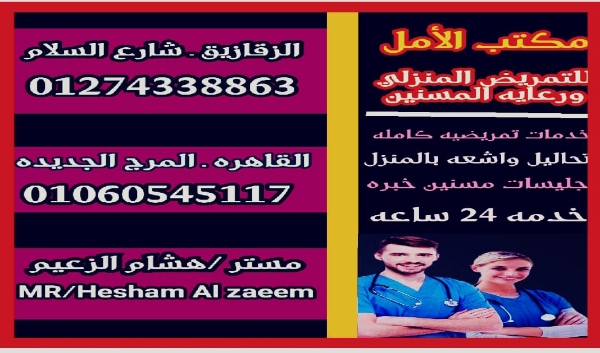 مكتب الأمل
للتمريض المنزلي
ورعايه المسنين
خدمات تمريضيه كامله
تحاليل واشعه بالمنزل
جليسات مسنين خبره
خدمه 24 ساعه
الزقازيق . شارع السلام
01274338863
القاهره . المرج الجديده
01060545117
مستر /هشام الزعيم
MR/Hesham Al zaeem